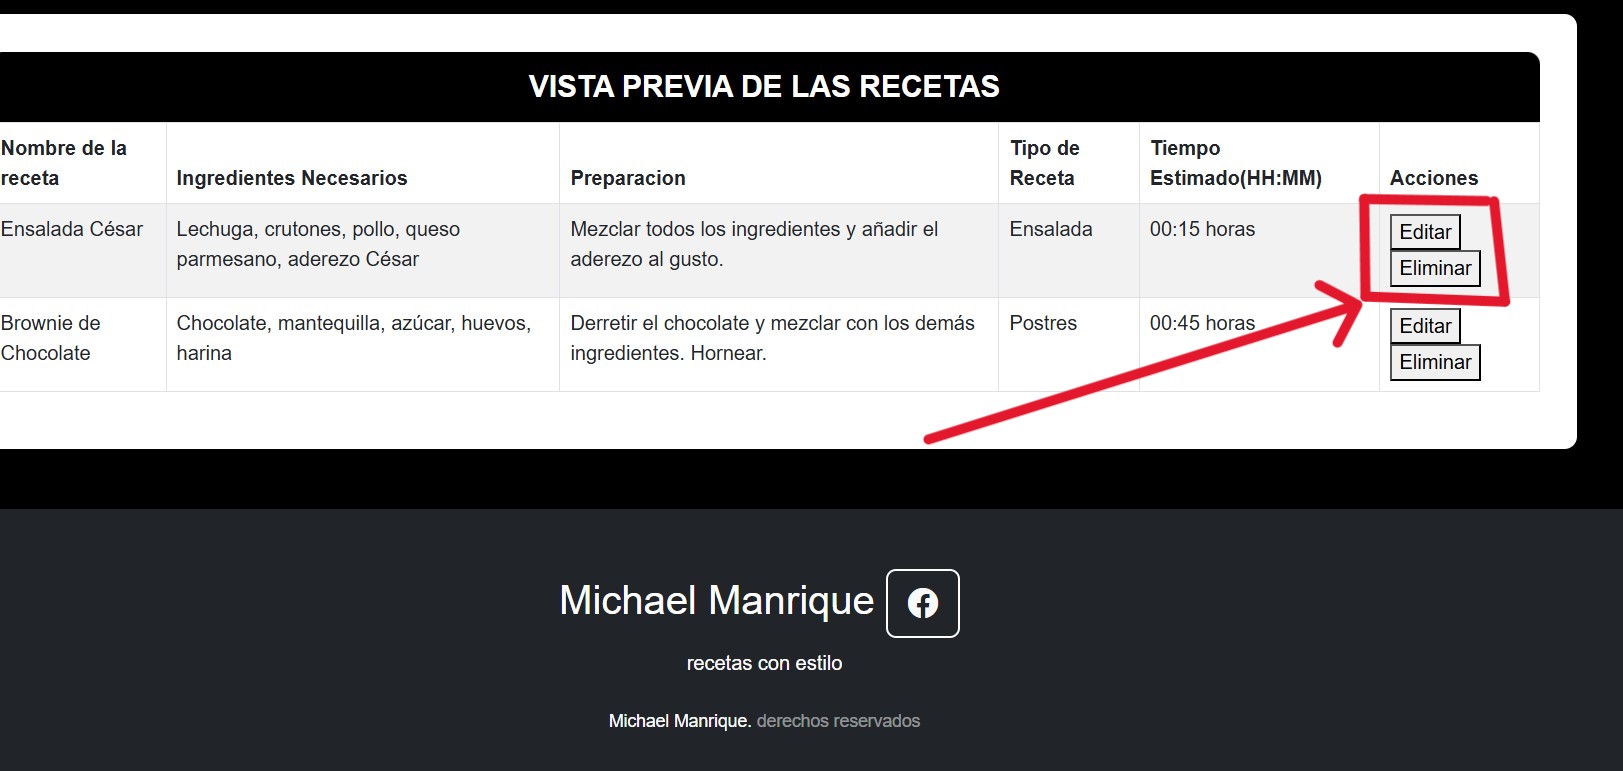 VISTA PREVIA DE LAS RECETAS
Nombre de la
receta
Ingredientes Necesarios
Preparacion
Tipo de
Receta
Tiempo
Estimado(HH:MM)
Acciones
Ensalada César
Lechuga, crutones, pollo, queso
parmesano, aderezo César
Mezclar todos los ingredientes y añadir el
aderezo al gusto.
Ensalada
00:15 horas
Editar
Eliminar
Brownie de
Chocolate
Chocolate, mantequilla, azúcar, huevos,
harina
Derretir el chocolate y mezclar con los demás
ingredientes. Hornear.
Postres
00:45 horas
Editar
Eliminar
Michael Manrique
recetas con estilo
Michael Manrique. derechos reservados